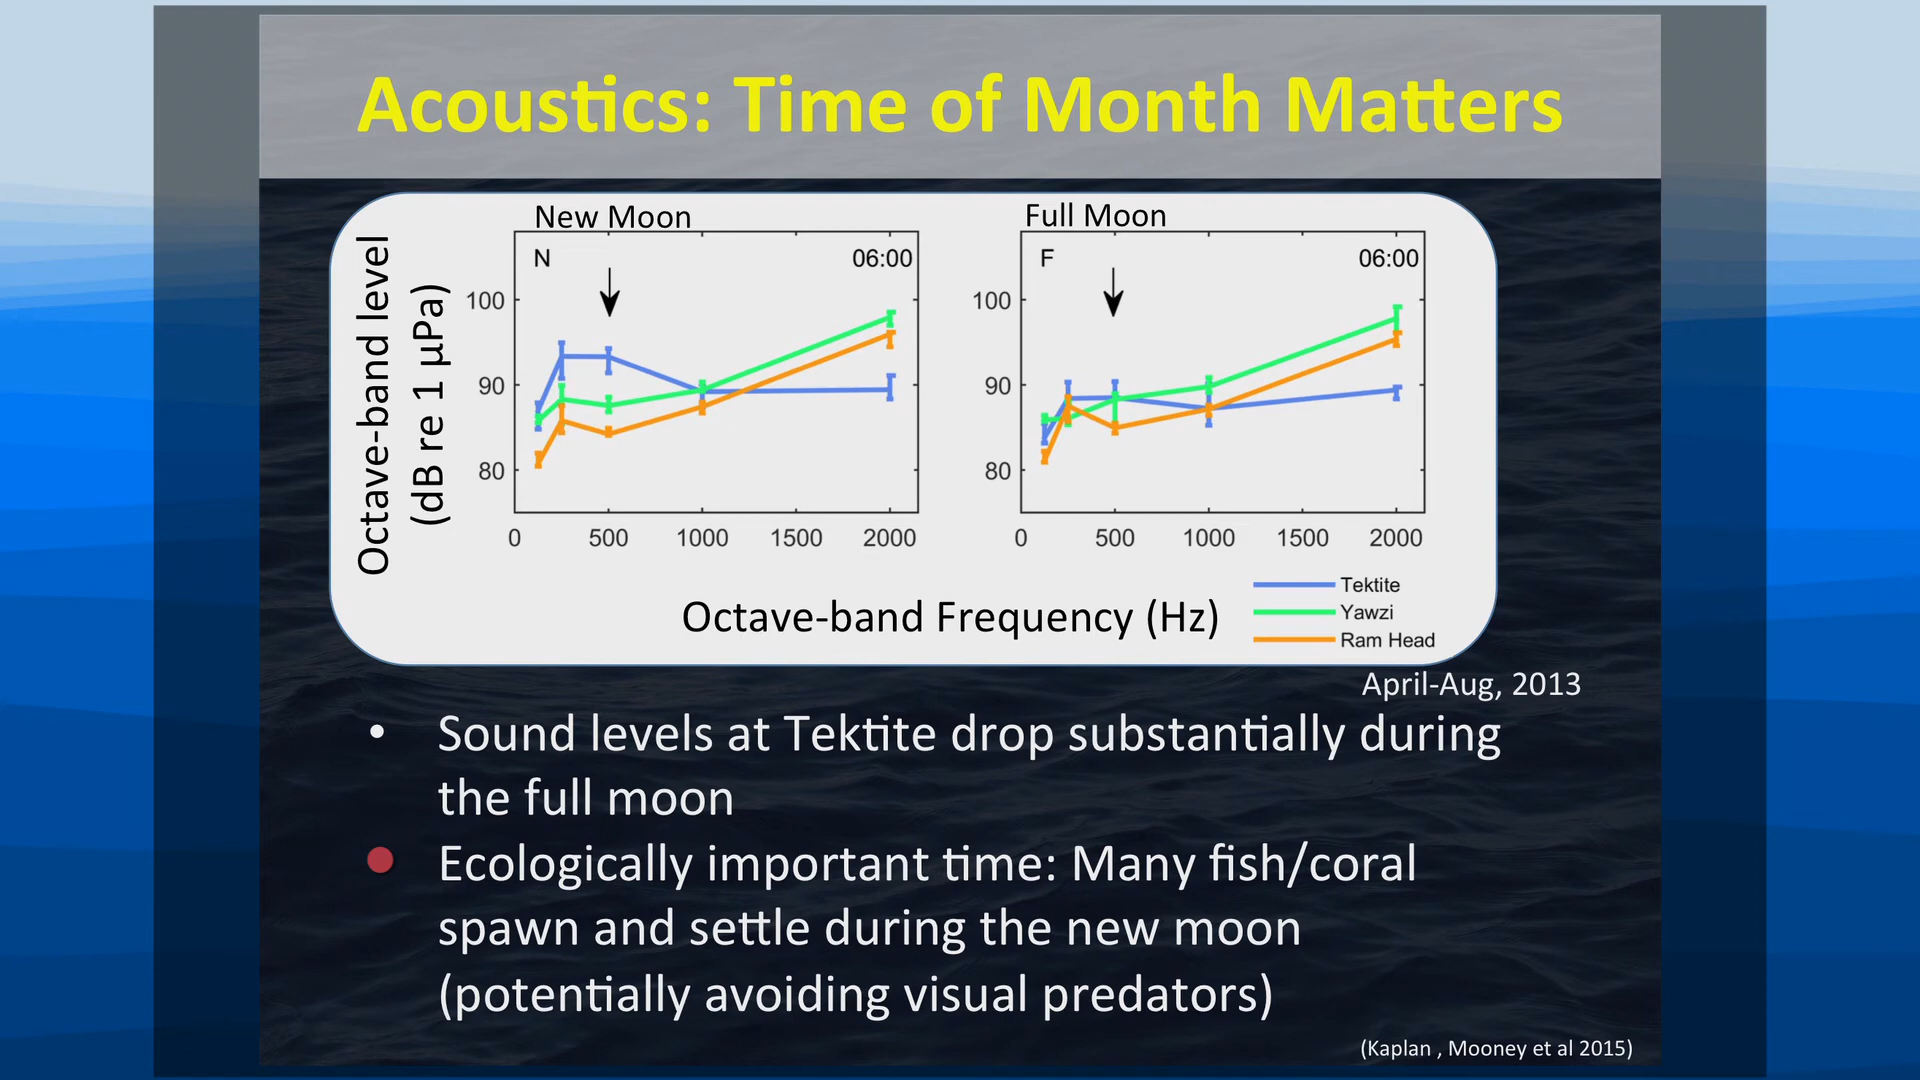 Acoustics: Time of Month Matters
New Moon
Full Moon
Octave-band level
(dB re 1 µPa)
N
06:00
100
90
80
0 500 1000 1500 2000
F
06:00
100
90
80
0 500 1000 1500 2000
Octave-band Frequency (Hz)
Tektite
Yawzi
Ram Head
April-Aug, 2013
• Sound levels at Tektite drop substantially during
the full moon
• Ecologically important time: Many fish/coral
spawn and settle during the new moon
(potentially avoiding visual predators)
(Kaplan , Mooney et al 2015)